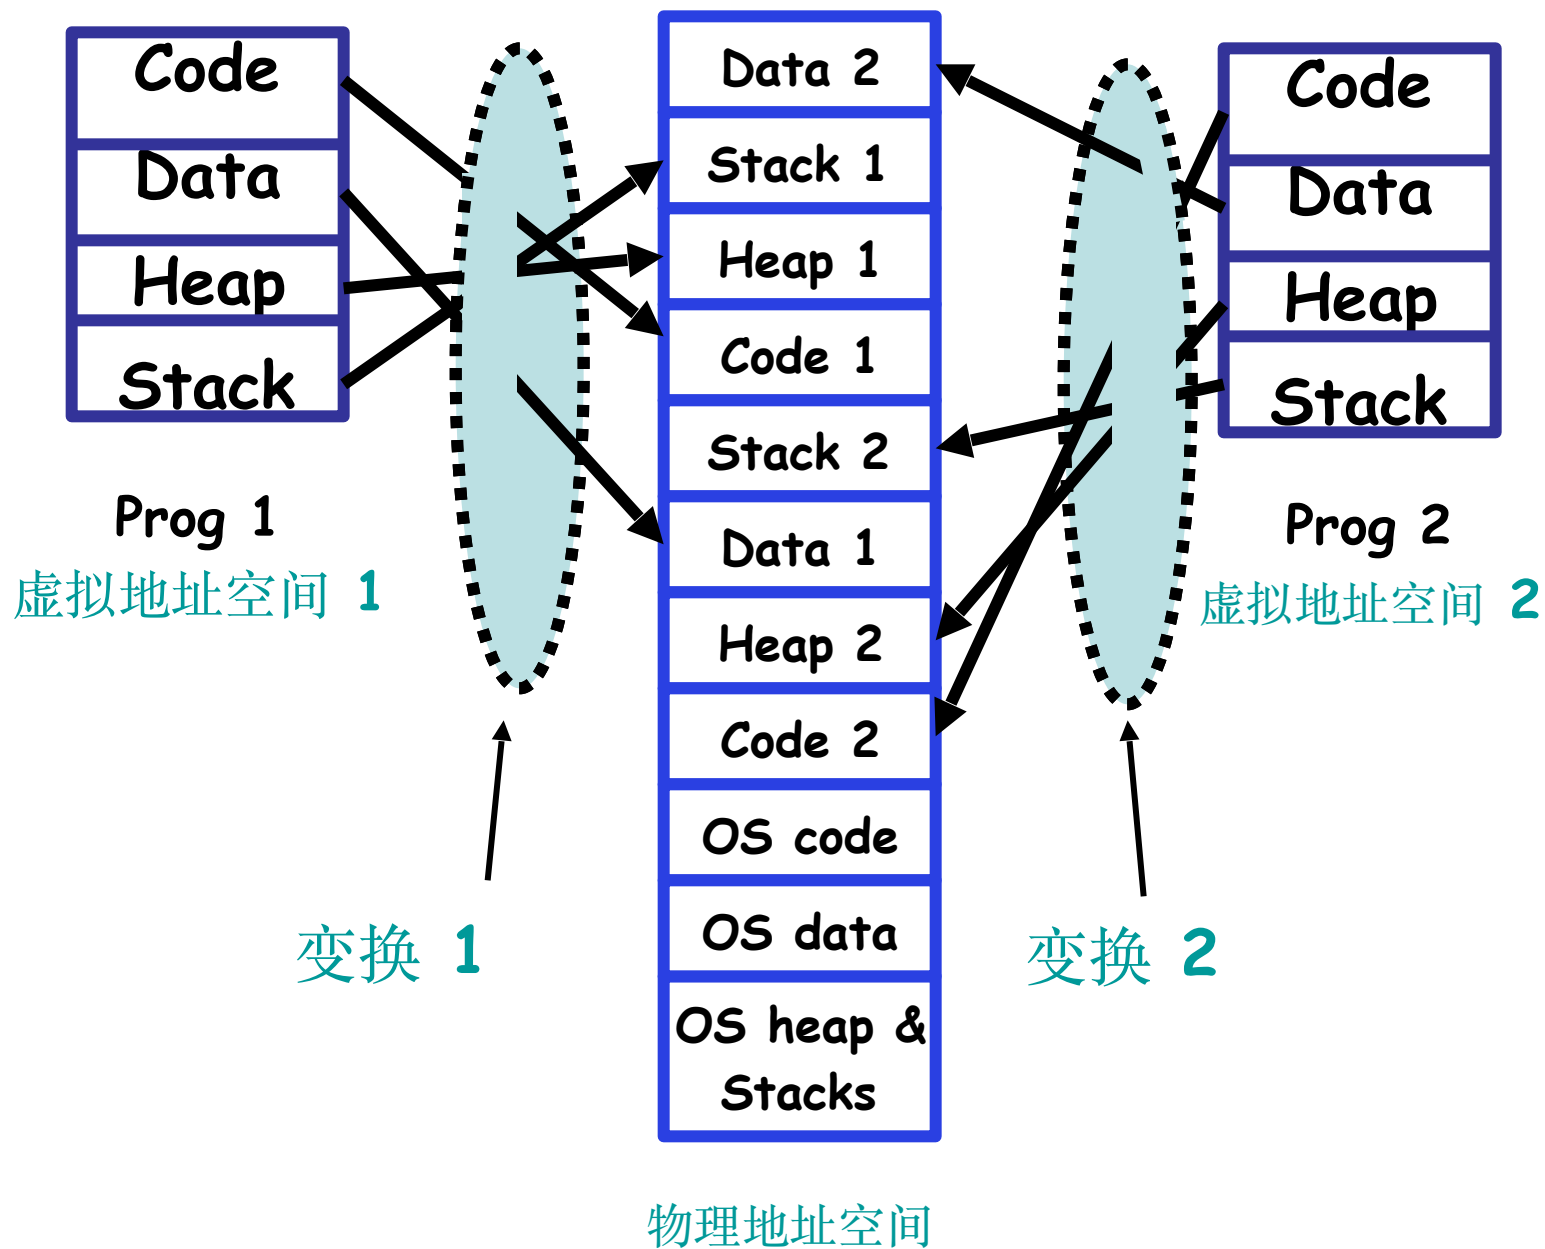 Code
Data
Heap
Stack
Prog 1
虚拟地址空间 1
变换 1
Data 2
Stack 1
Heap 1
Code 1
Stack 2
Data 1
Heap 2
Code 2
OS code
OS data
OS heap &
Stacks
物理地址空间
Code
Data
Heap
Stack
Prog 2
虚拟地址空间 2
变换 2